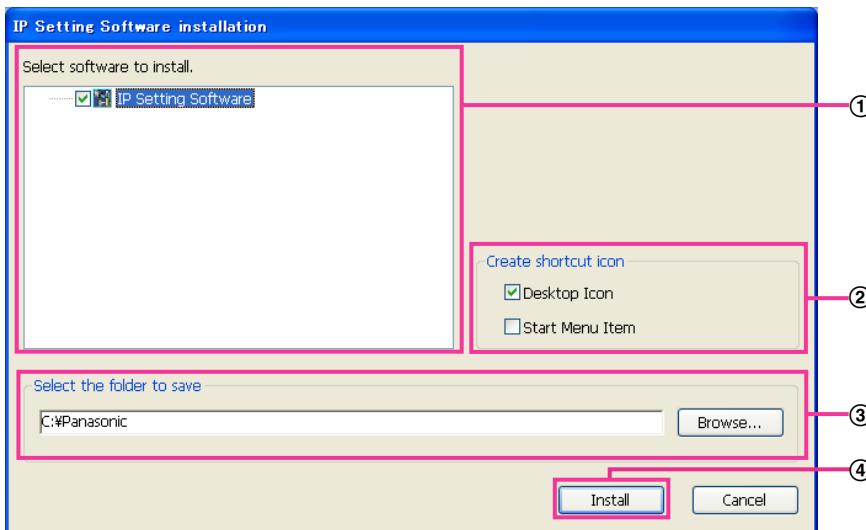 IP Setting Software installation
Select software to install.
IP Setting Software
①
Create shortcut icon
Desktop Icon
Start Menu Item
②
Select the folder to save
C:¥Panasonic
Browse...
③
④
Install
Cancel